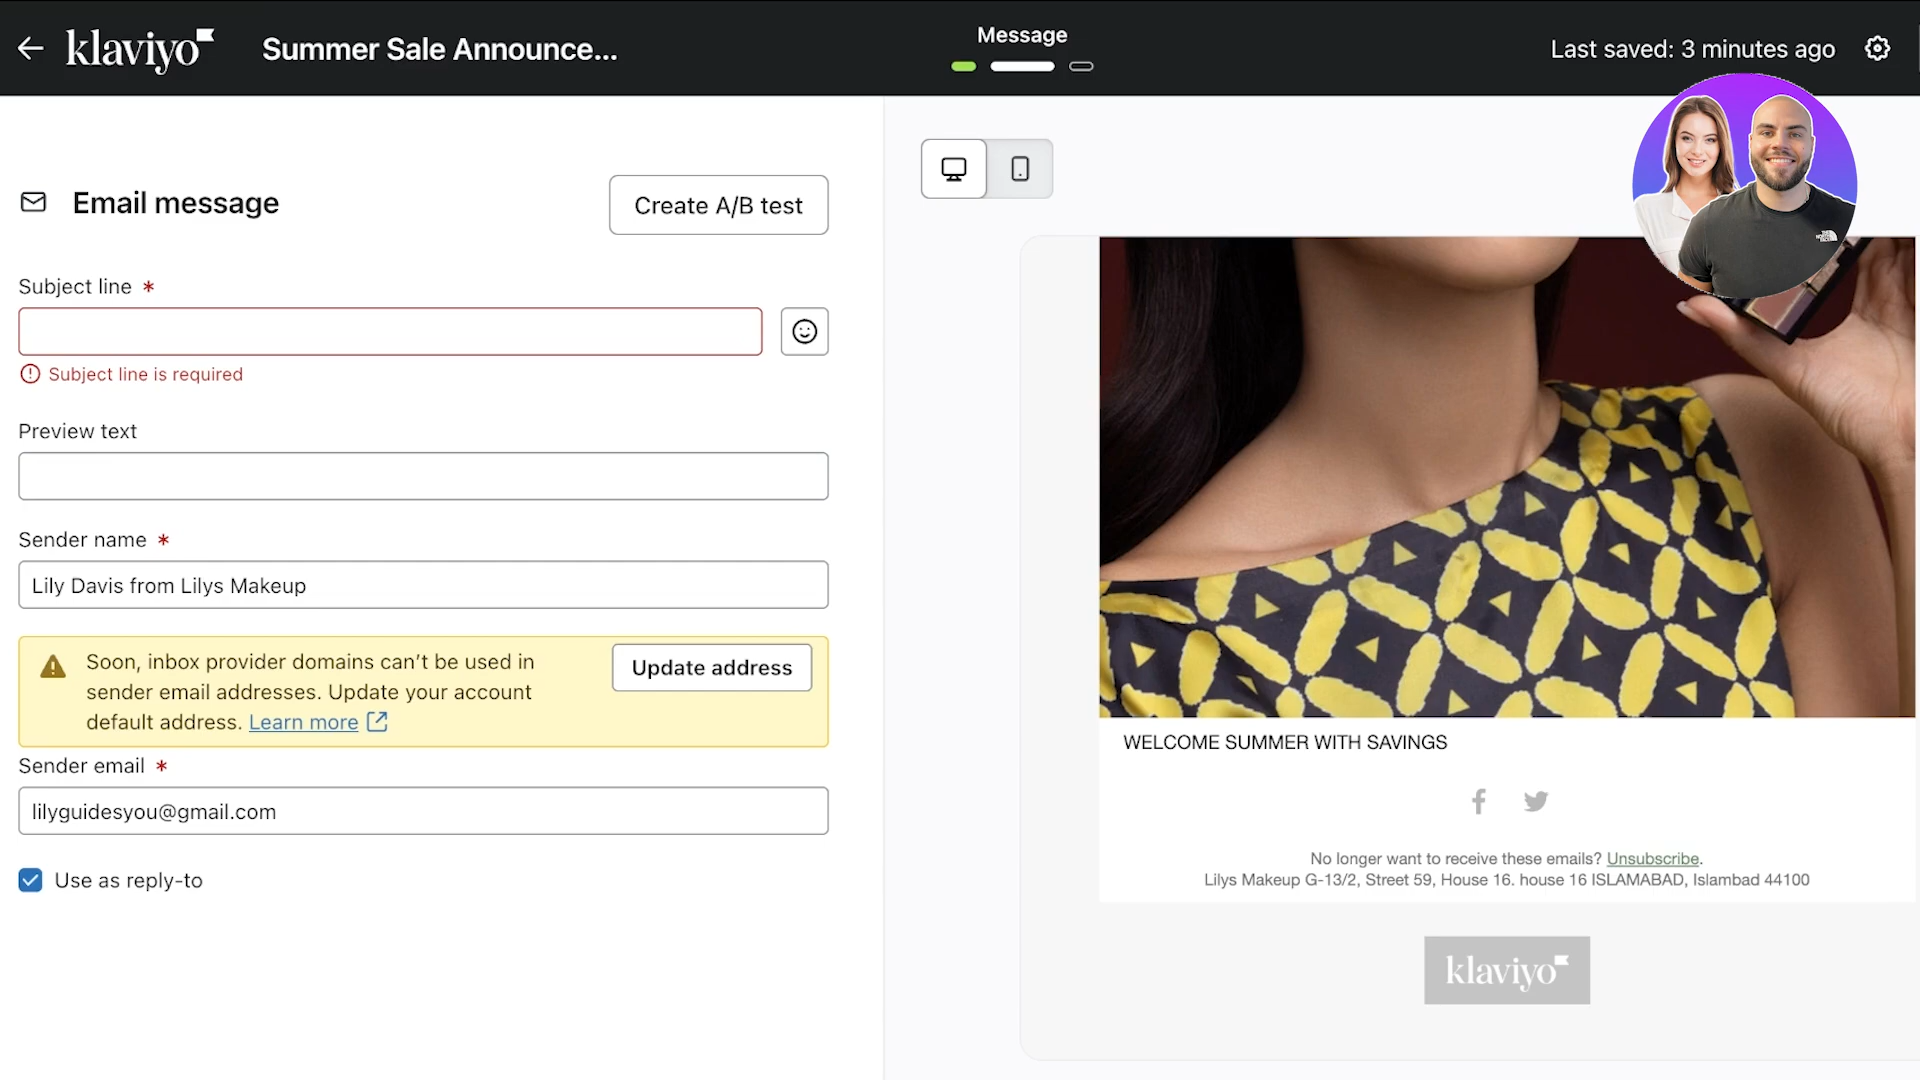 klaviyo
Summer Sale Announce...
Message
Last saved: 3 minutes ago
Email message
Create A/B test
Subject line *
Subject line is required
Preview text
Sender name *
Lily Davis from Lilys Makeup
Soon, inbox provider domains can't be used in
sender email addresses. Update your account
default address. Learn more
Update address
Sender email *
lilyguidesyou@gmail.com
Use as reply-to
THE NORTH FACE
WELCOME SUMMER WITH SAVINGS
No longer want to receive these emails? Unsubscribe.
Lilys Makeup G-13/2, Street 59, House 16. house 16 ISLAMABAD, Islambad 44100
klaviyo